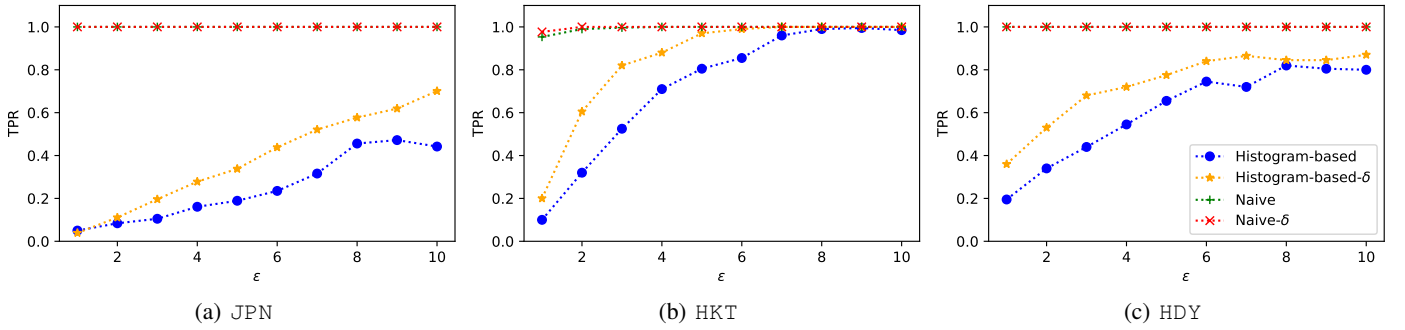 TPR
1.0
0.8
0.6
0.4
0.2
0.0
2 4 6 8 10
ε
(a) JPN
TPR
1.0
0.8
0.6
0.4
0.2
0.0
2 4 6 8 10
ε
(b) HKT
TPR
1.0
0.8
0.6
0.4
0.2
0.0
Histogram-based
Histogram-based-δ
Naive
Naive-δ
2 4 6 8 10
ε
(c) HDY